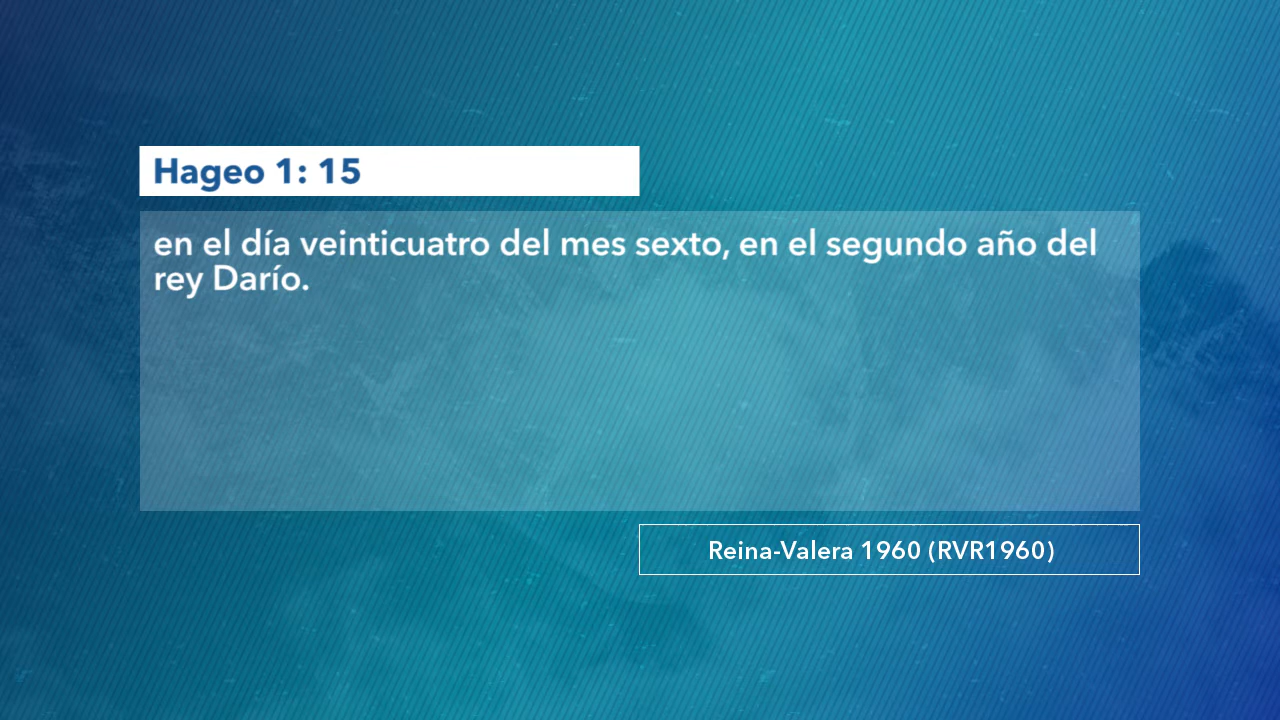 Hageo 1: 15
en el día veinticuatro del mes sexto, en el segundo año del
rey Darío.
Reina-Valera 1960 (RVR1960)